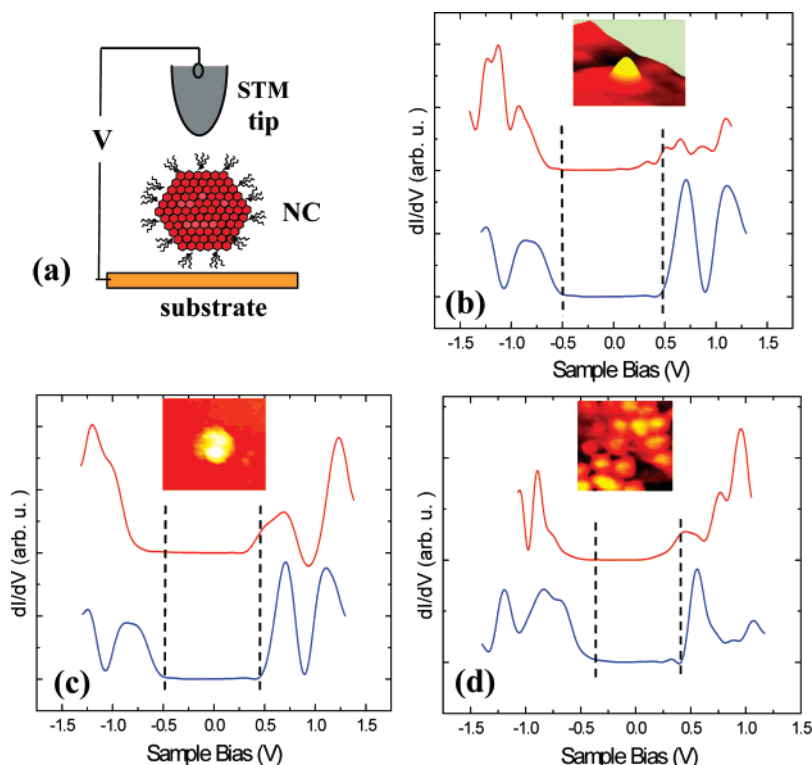 STM
tip
V
NC
(a)
substrate
dI/dV (arb. u.)
(b)
-1.5 -1.0 -0.5 0.0 0.5 1.0 1.5
Sample Bias (V)
dI/dV (arb. u.)
(c)
-1.5 -1.0 -0.5 0.0 0.5 1.0 1.5
Sample Bias (V)
dI/dV (arb. u.)
(d)
-1.5 -1.0 -0.5 0.0 0.5 1.0 1.5
Sample Bias (V)